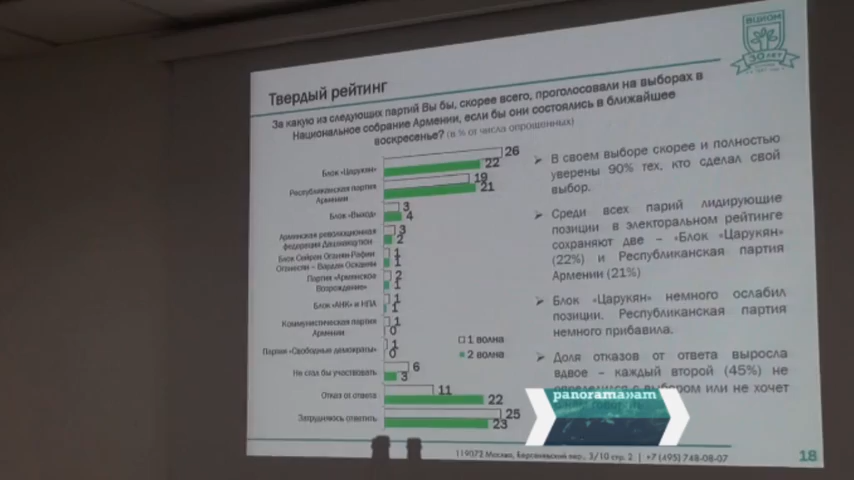 ВЦИОМ
30 ЛЕТ
Твердый рейтинг
За какую из следующих партий Вы бы, скорее всего, проголосовали на выборах в
Национальное собрание Армении, если бы они состоялись в ближайшее
воскресенье? (в % от числа опрошенных)
Блок «Царукян» 26
22
Республиканская партия
Армении 19
21
Блок «Выход» 3
4
Армянская революционная
федерация Дашнакцутюн 3
2
Блок Сейран Оганян-Раффи
Оганесян – Вардан Осканян 1
1
Партия «Армянское
Возрождение» 2
1
Блок «АНК» и НПА 1
1
Коммунистическая партия
Армении 1
0
Партия «Свободные демократы» 1
0
Не стал бы участвовать 6
3
Отказ от ответа 11
22
Затрудняюсь ответить 25
23
1 волна
2 волна
В своем выборе скорее и полностью
уверены 90% тех, кто сделал свой
выбор.
Среди всех парий лидирующие
позиции в электоральном рейтинге
сохраняют две – «Блок «Царукян»
(22%) и Республиканская партия
Армении (21%)
Блок «Царукян» немного ослабил
позиции. Республиканская партия
немного прибавила.
Доля отказов от ответа выросла
вдвое – каждый второй (45%) не
определился с выбором или не хочет
panorama.am
119072 Москва, Берсеневский пер., 3/10 стр. 2 | +7 (495) 748-08-07
18